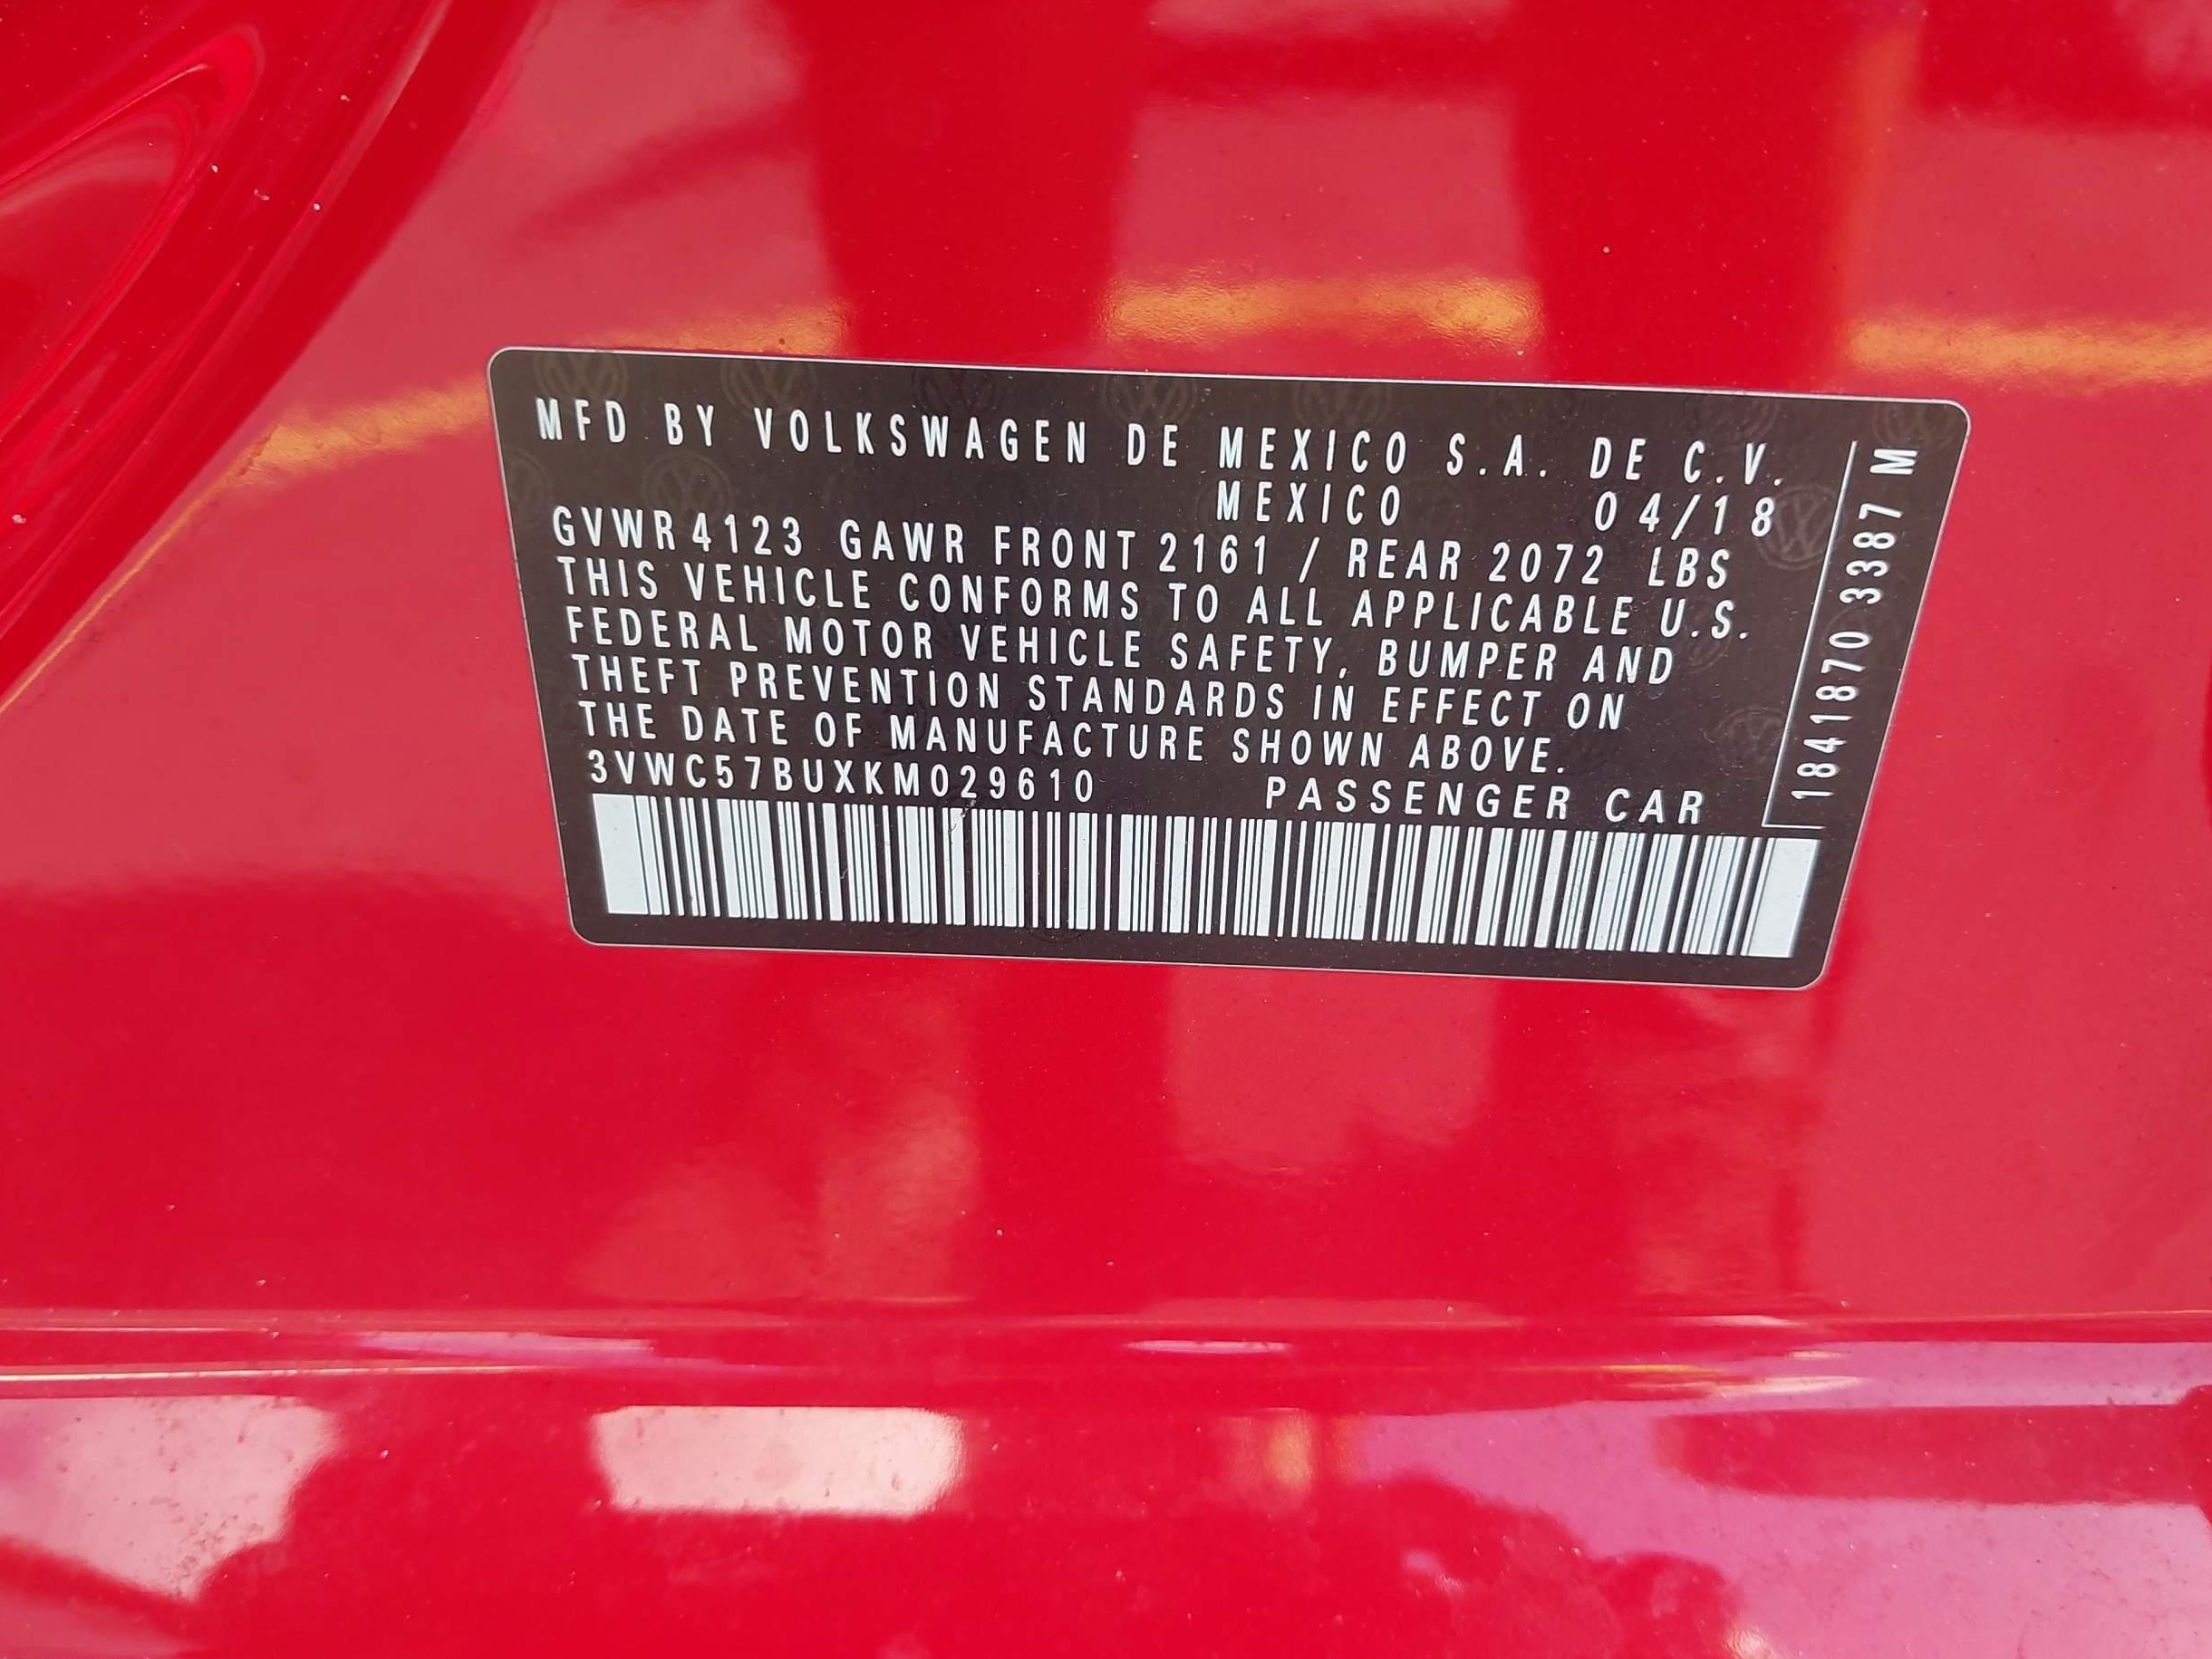 MFD BY VOLKSWAGEN DE MEXICO S.A. DE C.V.
MEXICO 04/18
GVWR 4123 GAWR FRONT 2161 / REAR 2072 LBS
THIS VEHICLE CONFORMS TO ALL APPLICABLE U.S.
FEDERAL MOTOR VEHICLE SAFETY, BUMPER AND
THEFT PREVENTION STANDARDS IN EFFECT ON
THE DATE OF MANUFACTURE SHOWN ABOVE.
3VWC57BUXKM029610 PASSENGER CAR
1841870 3387 M